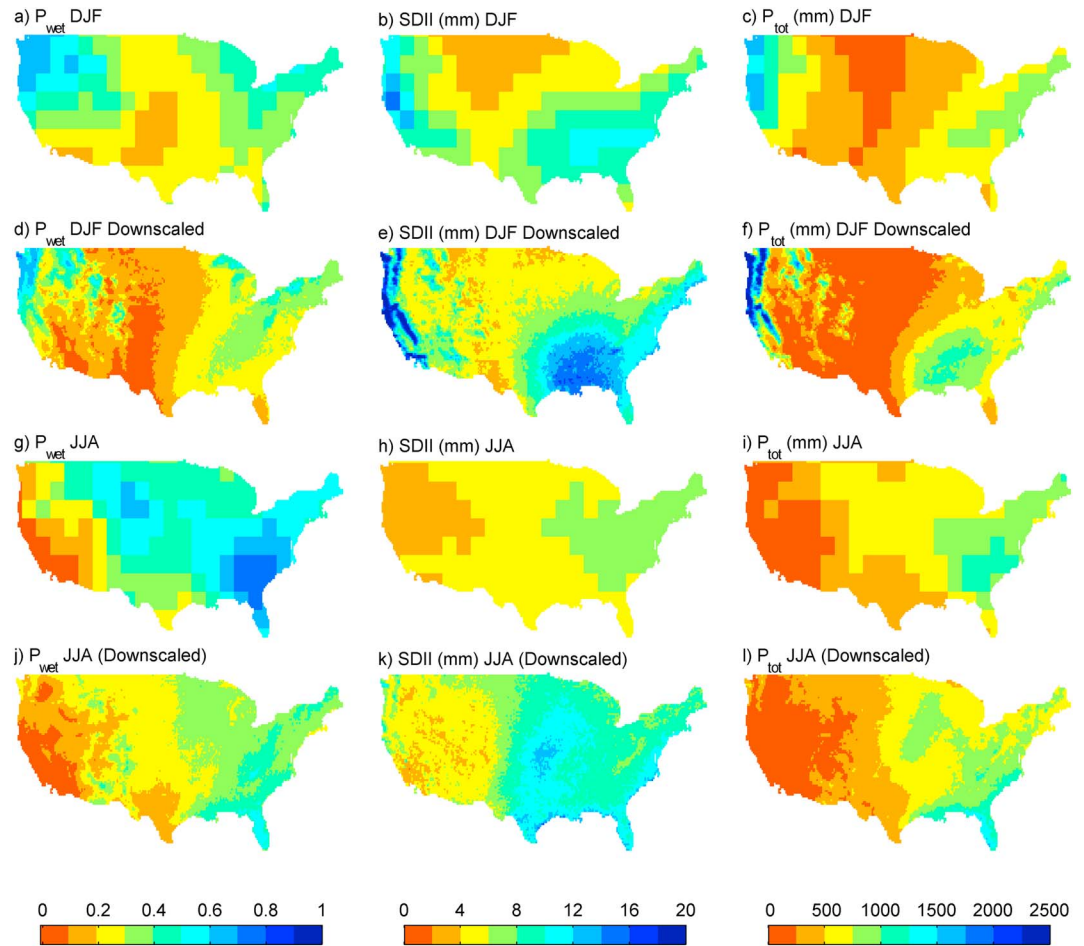 a) Pwet DJF
b) SDII (mm) DJF
c) Ptot (mm) DJF
d) Pwet DJF Downscaled
e) SDII (mm) DJF Downscaled
f) Ptot (mm) DJF Downscaled
g) Pwet JJA
h) SDII (mm) JJA
i) Ptot (mm) JJA
j) Pwet JJA (Downscaled)
k) SDII (mm) JJA (Downscaled)
l) Ptot JJA (Downscaled)
0 0.2 0.4 0.6 0.8 1
0 4 8 12 16 20
0 500 1000 1500 2000 2500